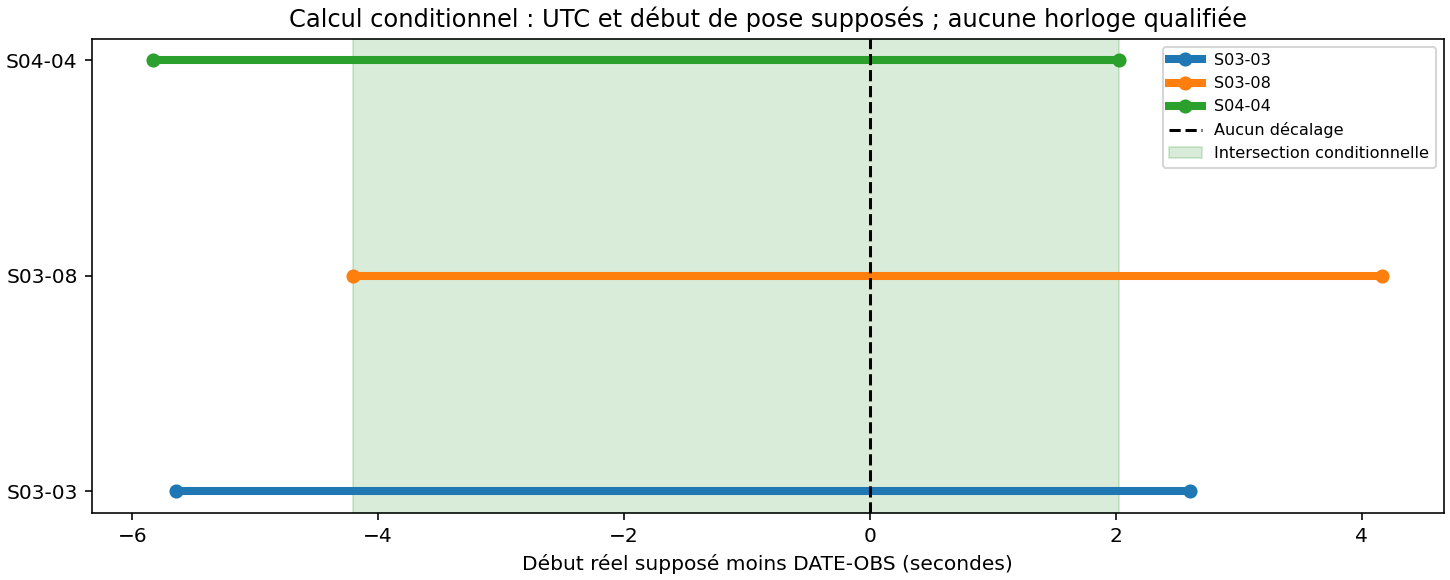 Calcul conditionnel : UTC et début de pose supposés ; aucune horloge qualifiée
S04-04
S03-08
S03-03
S03-03
S03-08
S04-04
Aucun décalage
Intersection conditionnelle
−6
−4
−2
0
2
4
Début réel supposé moins DATE-OBS (secondes)